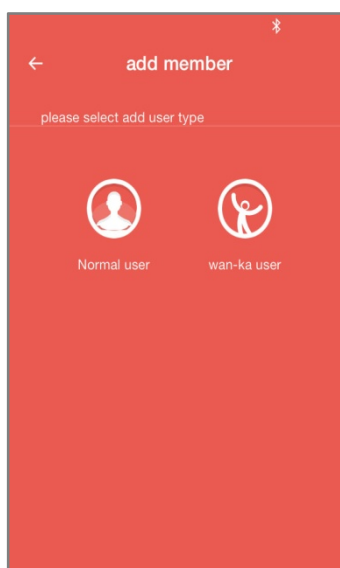 add member
please select add user type
Normal user
wan-ka user